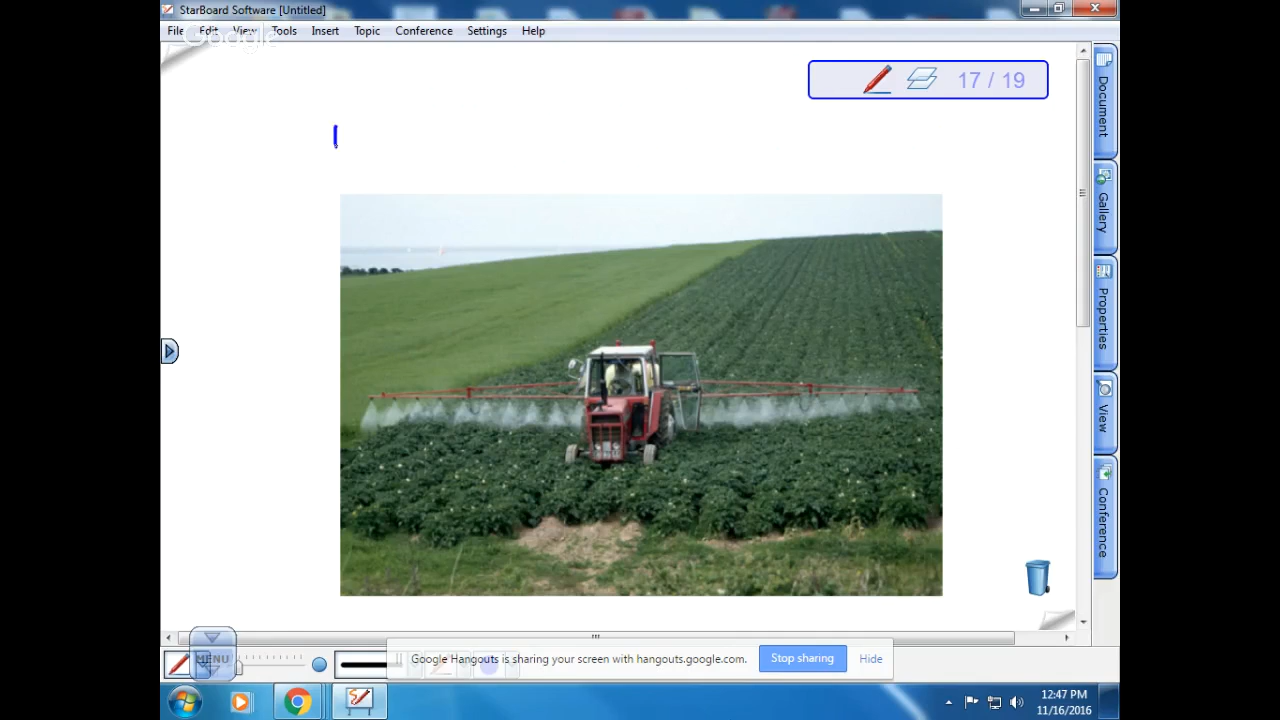 StarBoard Software [Untitled]
File Edit View Tools Insert Topic Conference Settings Help
Google
17 / 19
Document
Gallery
Properties
View
Conference
MENU
Google Hangouts is sharing your screen with hangouts.google.com. Stop sharing Hide
12:47 PM
11/16/2016